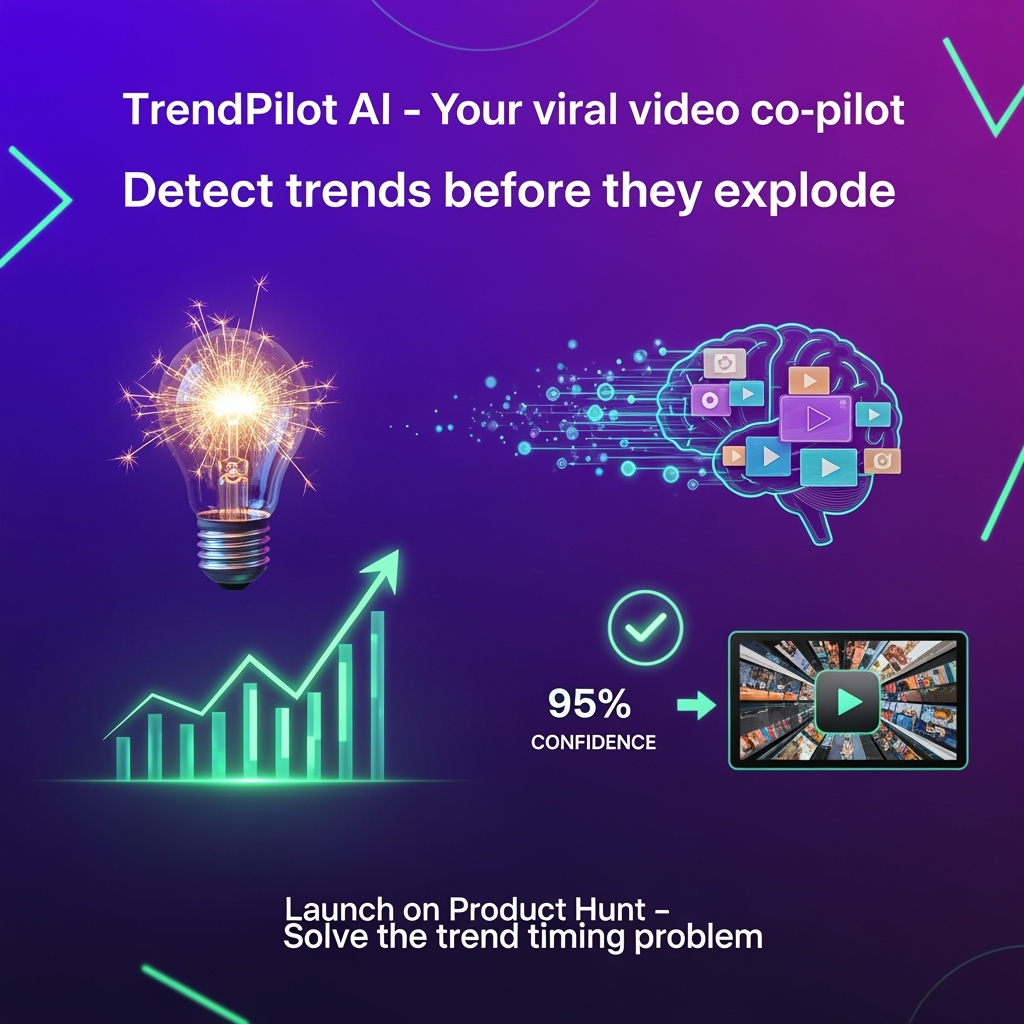 TrendPilot AI – Your viral video co-pilot
Detect trends before they explode
95%
CONFIDENCE
Launch on Product Hunt –
Solve the trend timing problem